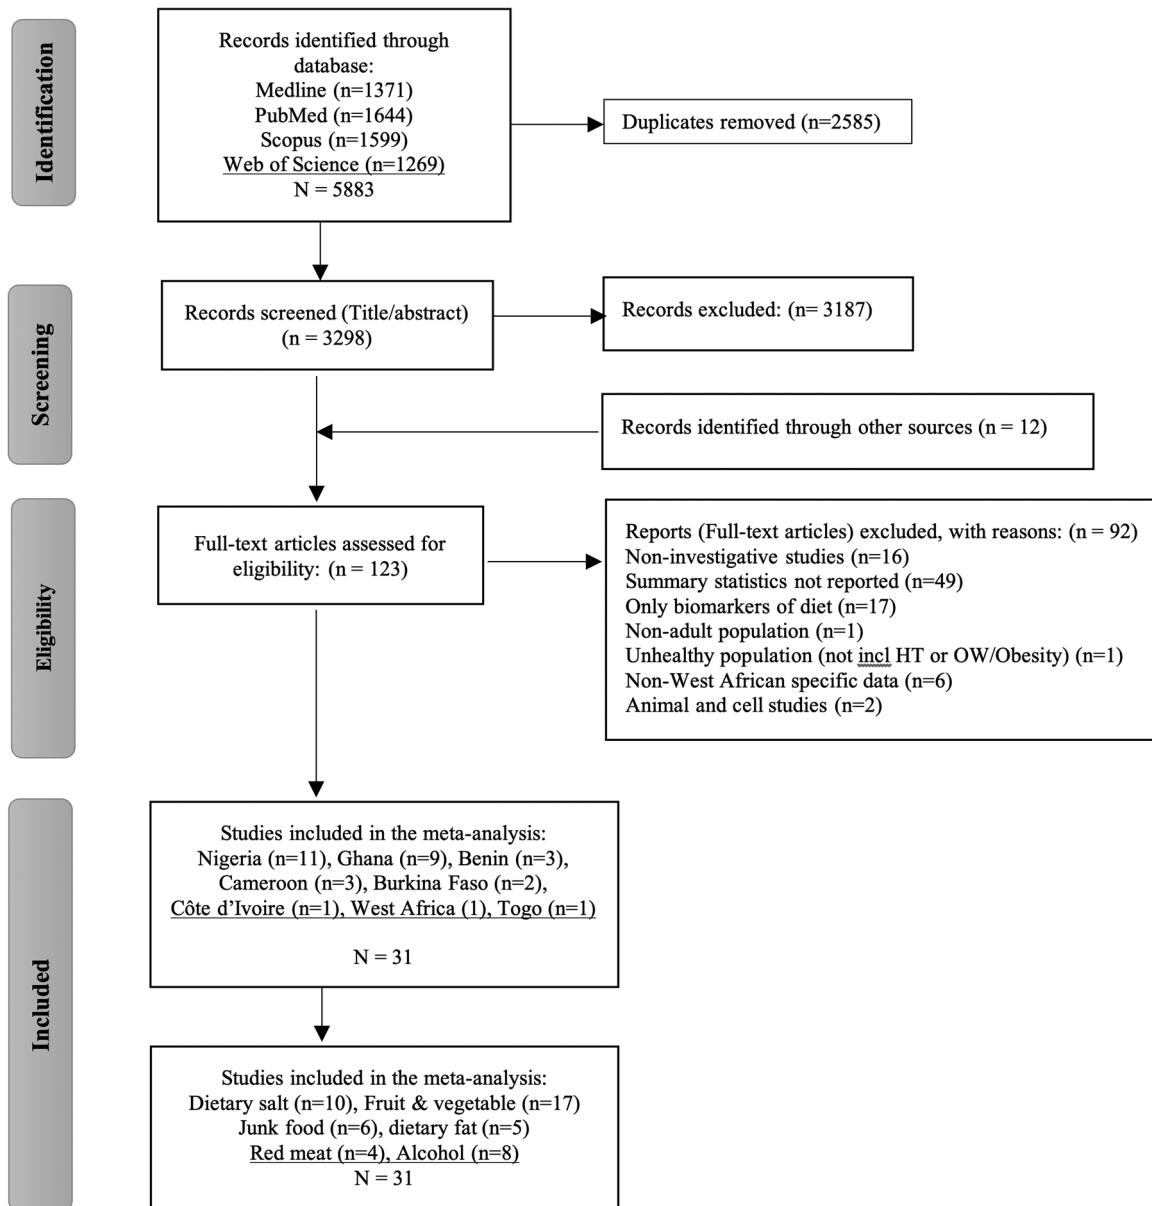 Identification
Records identified through
database:
Medline (n=1371)
PubMed (n=1644)
Scopus (n=1599)
Web of Science (n=1269)
N = 5883
Duplicates removed (n=2585)
Screening
Records screened (Title/abstract)
(n = 3298)
Records excluded: (n= 3187)
Records identified through other sources (n = 12)
Eligibility
Full-text articles assessed for
eligibility: (n = 123)
Reports (Full-text articles) excluded, with reasons: (n = 92)
Non-investigative studies (n=16)
Summary statistics not reported (n=49)
Only biomarkers of diet (n=17)
Non-adult population (n=1)
Unhealthy population (not incl HT or OW/Obesity) (n=1)
Non-West African specific data (n=6)
Animal and cell studies (n=2)
Included
Studies included in the meta-analysis:
Nigeria (n=11), Ghana (n=9), Benin (n=3),
Cameroon (n=3), Burkina Faso (n=2),
Côte d’Ivoire (n=1), West Africa (1), Togo (n=1)
N = 31
Studies included in the meta-analysis:
Dietary salt (n=10), Fruit & vegetable (n=17)
Junk food (n=6), dietary fat (n=5)
Red meat (n=4), Alcohol (n=8)
N = 31